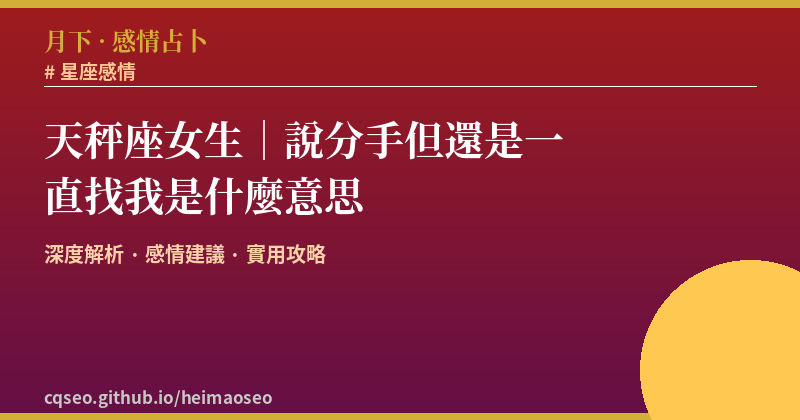 月下 · 感情占卜
# 星座感情
天秤座女生｜說分手但還是一
直找我是什麼意思
深度解析 · 感情建議 · 實用攻略
cqseo.github.io/heimaoseo